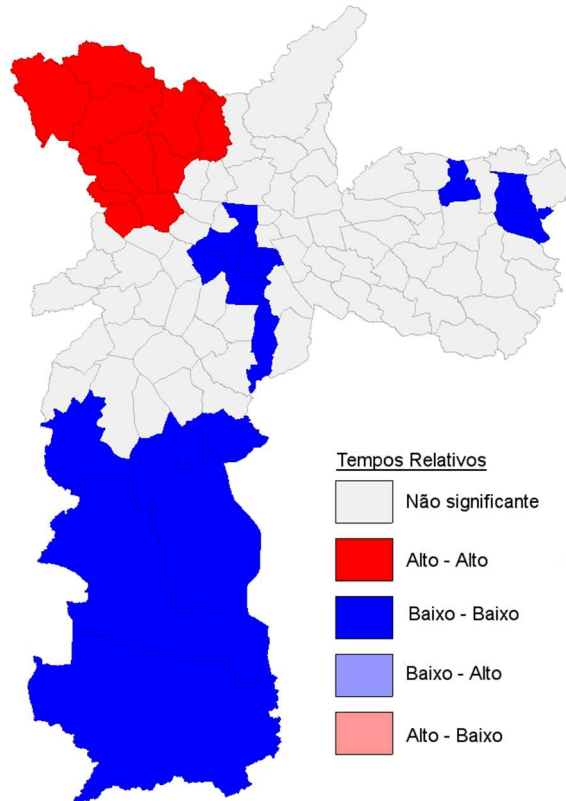 Tempos Relativos
Não significante
Alto - Alto
Baixo - Baixo
Baixo - Alto
Alto - Baixo